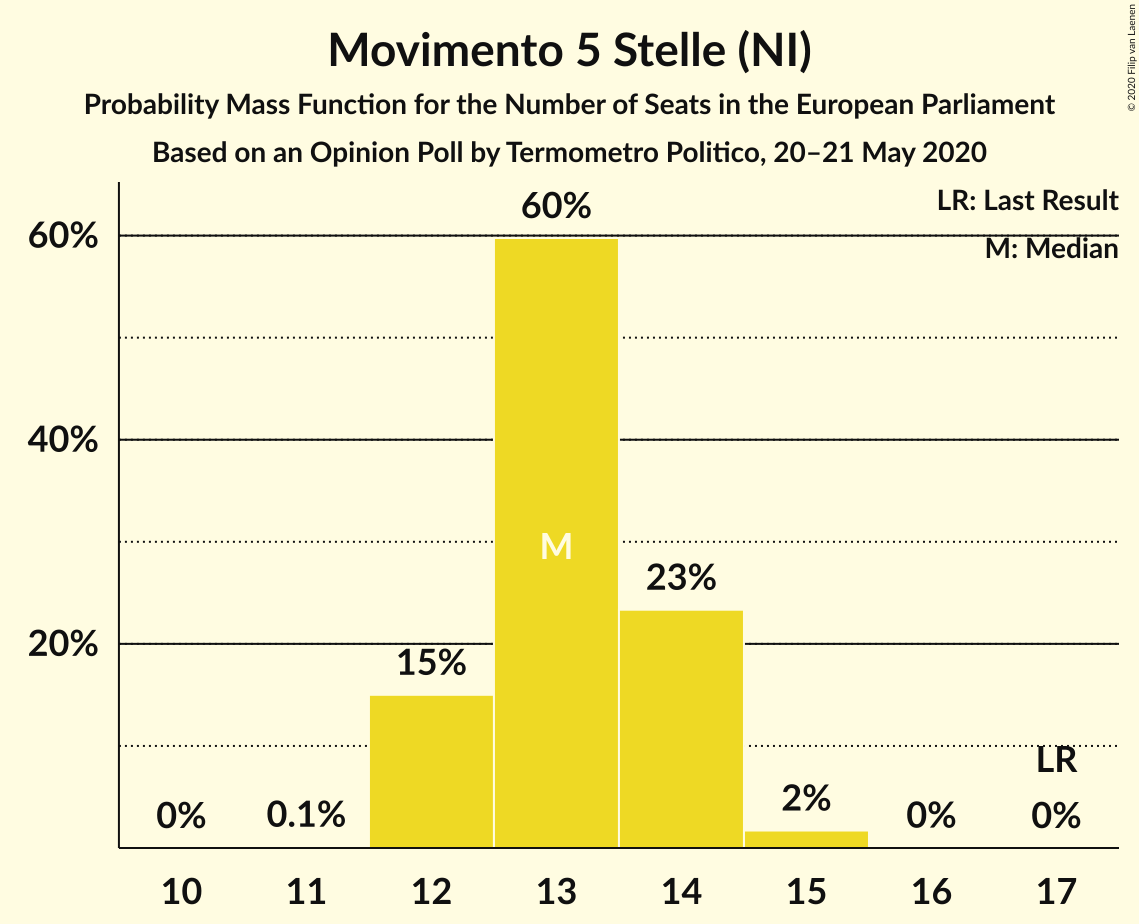 Movimento 5 Stelle (NI)
Probability Mass Function for the Number of Seats in the European Parliament
Based on an Opinion Poll by Termometro Politico, 20–21 May 2020
© 2020 Filip van Laenen
LR: Last Result
M: Median
60%
40%
20%
0%
0.1%
15%
60%
M
23%
2%
0%
LR
0%
10 11 12 13 14 15 16 17